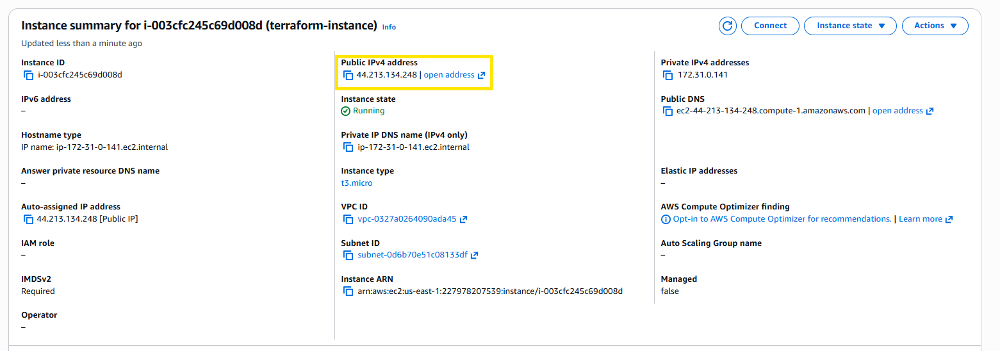 Instance summary for i-003cfc245c69d008d (terraform-instance) Info
Connect
Instance state
Actions
Updated less than a minute ago
Instance ID
i-003cfc245c69d008d
Public IPv4 address
44.213.134.248 | open address
Private IPv4 addresses
172.31.0.141
IPv6 address
–
Instance state
Running
Public DNS
ec2-44-213-134-248.compute-1.amazonaws.com | open address
Hostname type
IP name: ip-172-31-0-141.ec2.internal
Private IP DNS name (IPv4 only)
ip-172-31-0-141.ec2.internal
Answer private resource DNS name
–
Instance type
t3.micro
Elastic IP addresses
–
Auto-assigned IP address
44.213.134.248 [Public IP]
VPC ID
vpc-0327a0264090ada45
AWS Compute Optimizer finding
Opt-in to AWS Compute Optimizer for recommendations. | Learn more
IAM role
–
Subnet ID
subnet-0d6b70e51c08133df
Auto Scaling Group name
–
IMDSv2
Required
Instance ARN
arn:aws:ec2:us-east-1:227978207539:instance/i-003cfc245c69d008d
Managed
false
Operator
–